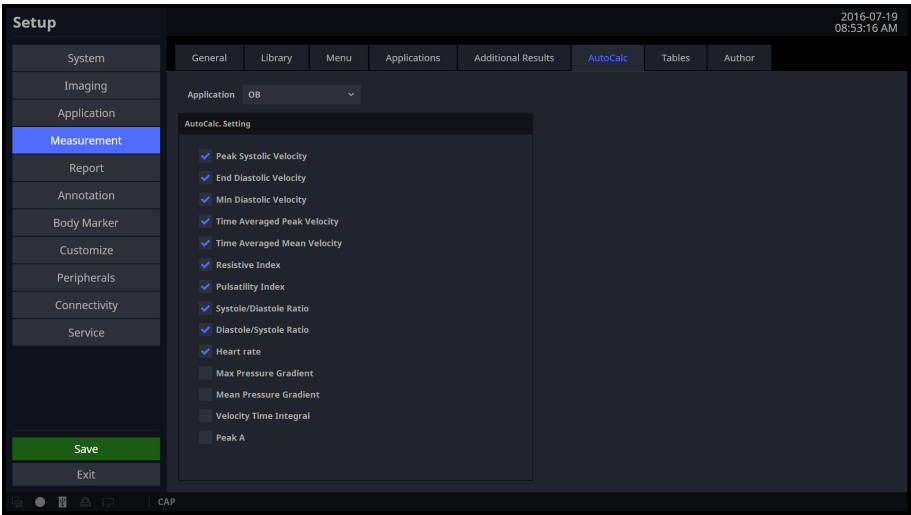 Setup
2016-07-19
08:53:16 AM
System
Imaging
Application
Measurement
Report
Annotation
Body Marker
Customize
Peripherals
Connectivity
Service
Save
Exit
General Library Menu Applications Additional Results AutoCalc Tables Author
Application OB
AutoCalc. Setting
Peak Systolic Velocity
End Diastolic Velocity
Min Diastolic Velocity
Time Averaged Peak Velocity
Time Averaged Mean Velocity
Resistive Index
Pulsatility Index
Systole/Diastole Ratio
Diastole/Systole Ratio
Heart rate
Max Pressure Gradient
Mean Pressure Gradient
Velocity Time Integral
Peak A
CAP